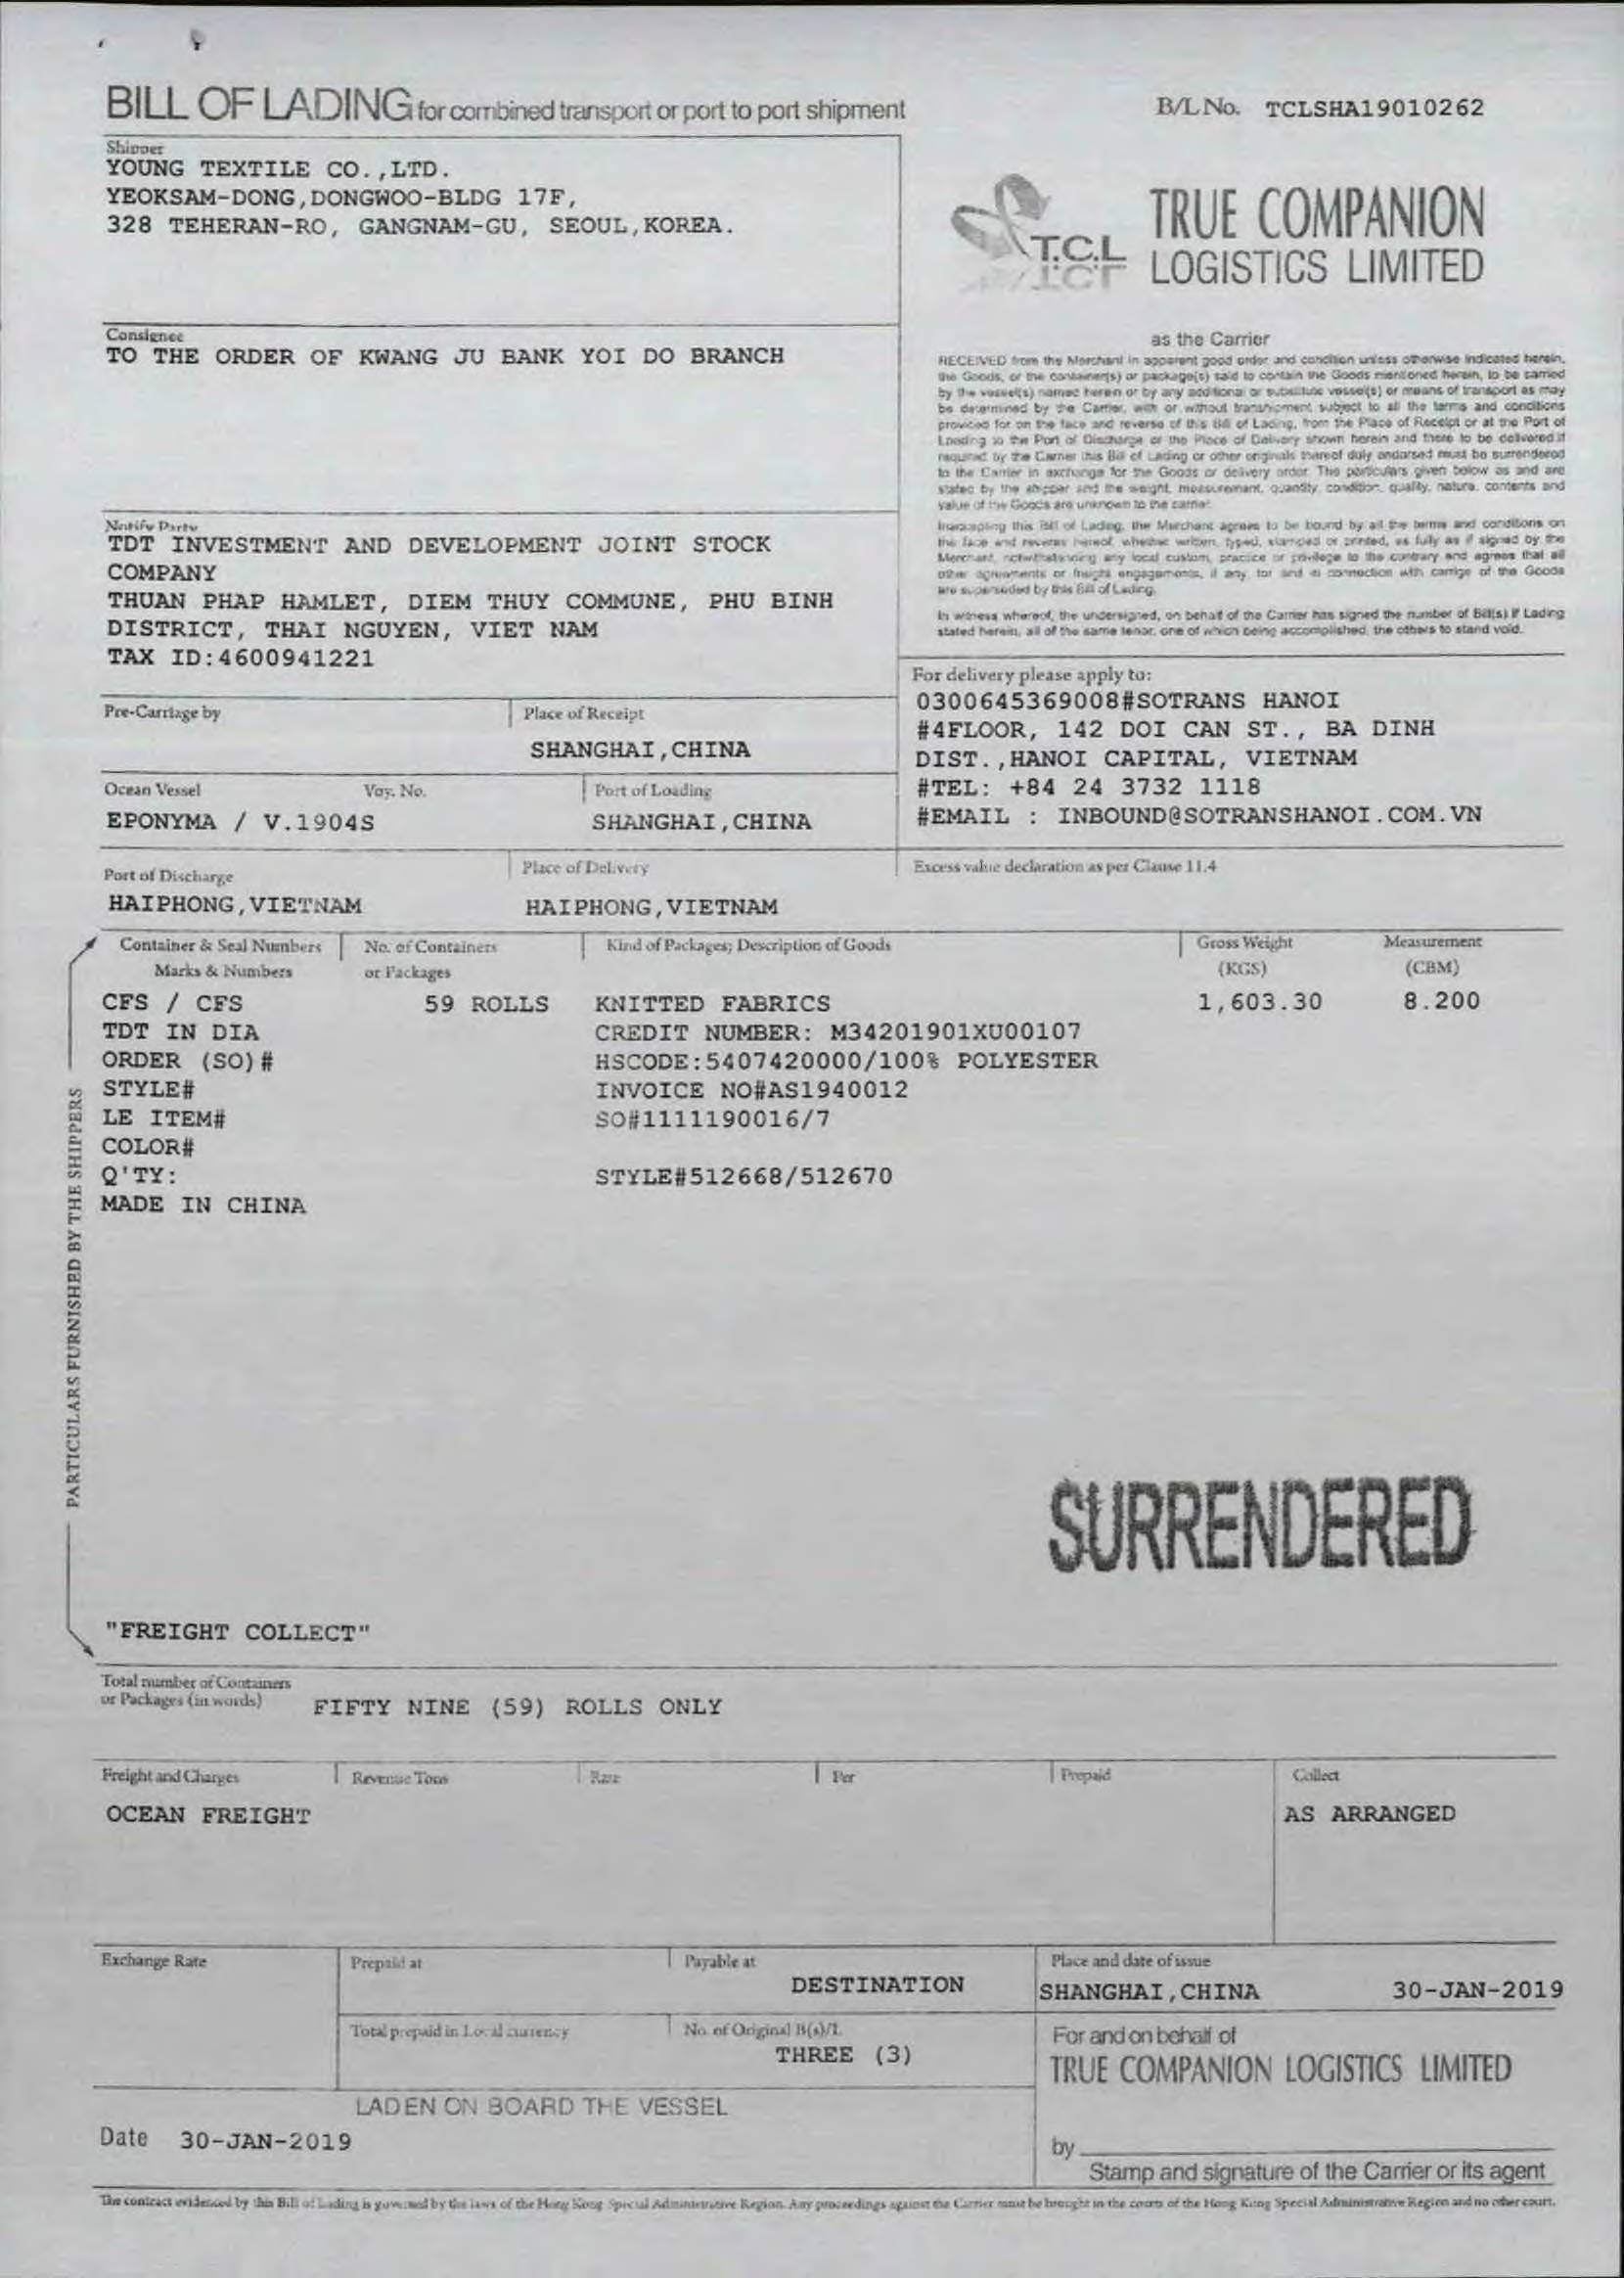 BILL OF LADING for combined transport or port to port shipment
B/L No. TCLSHA19010262
Shipper
YOUNG TEXTILE CO.,LTD.
YEOKSAM-DONG,DONGWOO-BLDG 17F,
328 TEHERAN-RO, GANGNAM-GU, SEOUL,KOREA.
T.C.L
TRUE COMPANION
LOGISTICS LIMITED
Consignee
TO THE ORDER OF KWANG JU BANK YOI DO BRANCH
as the Carrier
RECEIVED from the Merchant in apparent good order and condition unless otherwise indicated herein,
the Goods, or the container(s) or package(s) said to contain the Goods mentioned herein, to be carried
by the vessel(s) named herein or by any additional or substitute vessel(s) or means of transport as may
be determined by the Carrier, with or without transhipment subject to all the terms and conditions
provided for on the face and reverse of this Bill of Lading, from the Place of Receipt or at the Port of
Loading to the Port of Discharge or the Place of Delivery shown herein and there to be delivered if
required by the Carrier this Bill of Lading or other originals thereof duly endorsed must be surrendered
to the Carrier in exchange for the Goods or delivery order. The particulars given below as and are
stated by the shipper and the weight, measurement, quantity, condition, quality, nature, contents and
value of the Goods are unknown to the carrier
In accepting this Bill of Lading, the Merchant agrees to be bound by all the terms and conditions on
the face and reverse hereof, whether written, typed, stamped or printed, as fully as if signed by the
Merchant, notwithstanding any local custom, practice or privilege to the contrary and agrees that all
other agreements or freight engagements, if any, for and in connection with carrige of the Goods
are superseded by this Bill of Lading.
In witness whereof, the undersigned, on behalf of the Carrier has signed the number of Bill(s) lf Lading
stated herein, all of the same tenor, one of which being accomplished, the others to stand void.
Notify Party
TDT INVESTMENT AND DEVELOPMENT JOINT STOCK
COMPANY
THUAN PHAP HAMLET, DIEM THUY COMMUNE, PHU BINH
DISTRICT, THAI NGUYEN, VIET NAM
TAX ID:4600941221
For delivery please apply to:
0300645369008#SOTRANS HANOI
#4FLOOR, 142 DOI CAN ST., BA DINH
DIST.,HANOI CAPITAL, VIETNAM
#TEL: +84 24 3732 1118
#EMAIL : INBOUND@SOTRANSHANOI.COM.VN
Pre-Carriage by Place of Receipt
SHANGHAI,CHINA
Ocean Vessel Voy. No. Port of Loading
EPONYMA / V.1904S SHANGHAI,CHINA
Port of Discharge Place of Delivery Excess value declaration as per Clause 11.4
HAIPHONG,VIETNAM HAIPHONG,VIETNAM
Container & Seal Numbers No. of Containers Kind of Packages; Description of Goods Gross Weight Measurement
Marks & Numbers or Packages (KGS) (CBM)
CFS / CFS 59 ROLLS KNITTED FABRICS 1,603.30 8.200
TDT IN DIA CREDIT NUMBER: M34201901XU00107
ORDER (SO)# HSCODE:5407420000/100% POLYESTER
STYLE# INVOICE NO#AS1940012
LE ITEM# SO#1111190016/7
COLOR#
Q'TY: STYLE#512668/512670
MADE IN CHINA
PARTICULARS FURNISHED BY THE SHIPPERS
SURRENDERED
"FREIGHT COLLECT"
Total number of Containers
or Packages (in words) FIFTY NINE (59) ROLLS ONLY
Freight and Charges Revenue Tons Rate Per Prepaid Collect
OCEAN FREIGHT AS ARRANGED
Exchange Rate Prepaid at Payable at Place and date of issue
DESTINATION SHANGHAI,CHINA 30-JAN-2019
Total prepaid in Local currency No. of Original B(s)/L For and on behalf of
THREE (3)
TRUE COMPANION LOGISTICS LIMITED
LADEN ON BOARD THE VESSEL
Date 30-JAN-2019
by
Stamp and signature of the Carrier or its agent
The contract evidenced by this Bill of Lading is governed by the laws of the Hong Kong Special Administrative Region. Any proceedings against the Carrier must be brought in the courts of the Hong Kong Special Administrative Region and no other court.